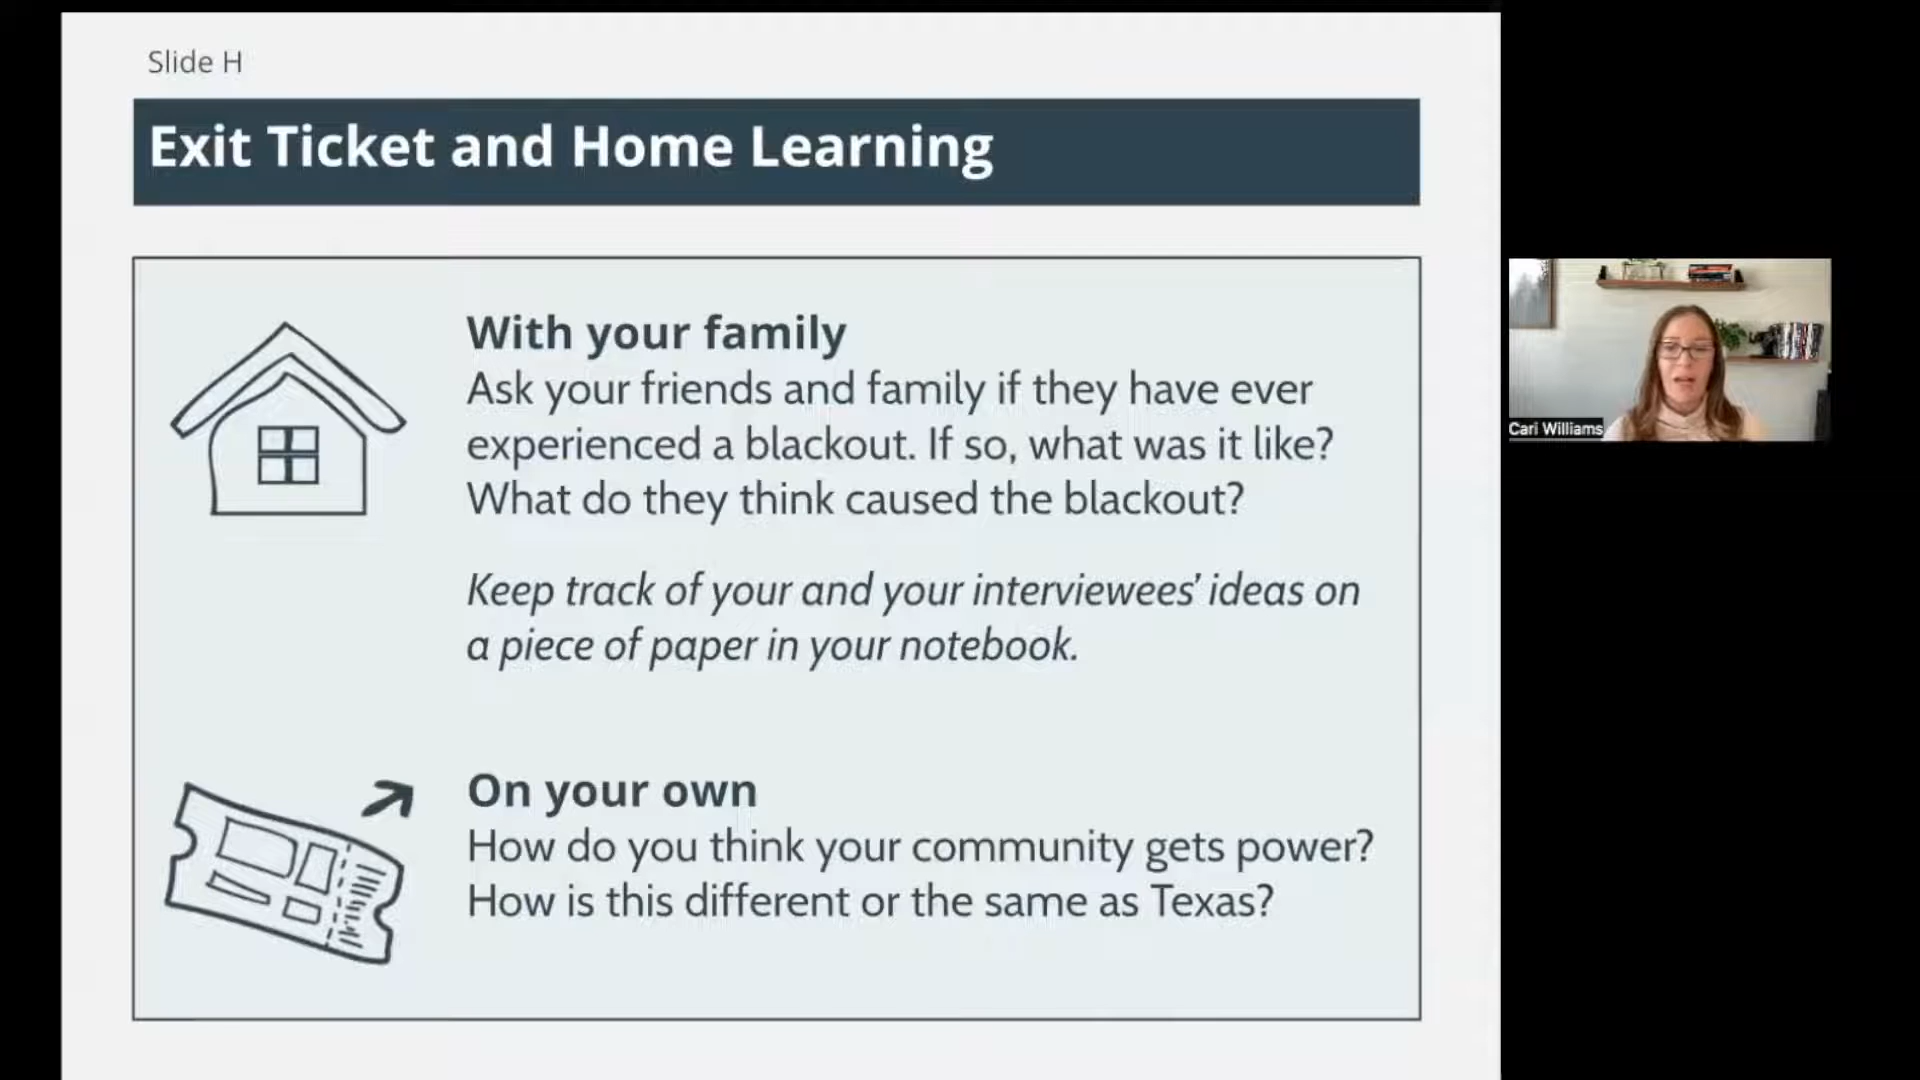 Slide H
Exit Ticket and Home Learning
With your family
Ask your friends and family if they have ever
experienced a blackout. If so, what was it like?
What do they think caused the blackout?
Keep track of your and your interviewees’ ideas on
a piece of paper in your notebook.
On your own
How do you think your community gets power?
How is this different or the same as Texas?
Cari Williams